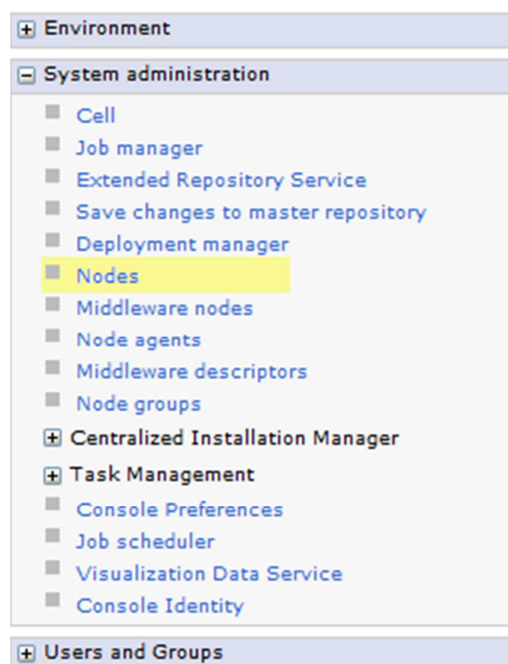 Environment
System administration
Cell
Job manager
Extended Repository Service
Save changes to master repository
Deployment manager
Nodes
Middleware nodes
Node agents
Middleware descriptors
Node groups
Centralized Installation Manager
Task Management
Console Preferences
Job scheduler
Visualization Data Service
Console Identity
Users and Groups